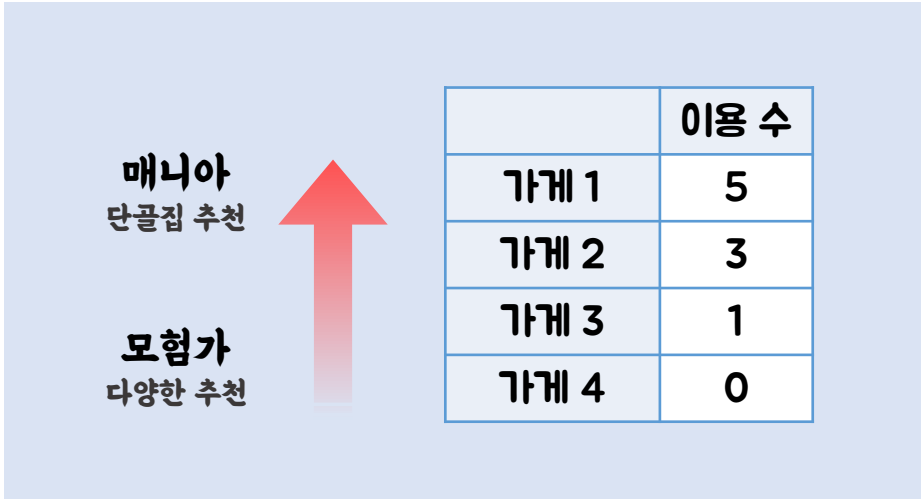 매니아
단골집 추천
모험가
다양한 추천
이용 수
가게 1 5
가게 2 3
가게 3 1
가게 4 0